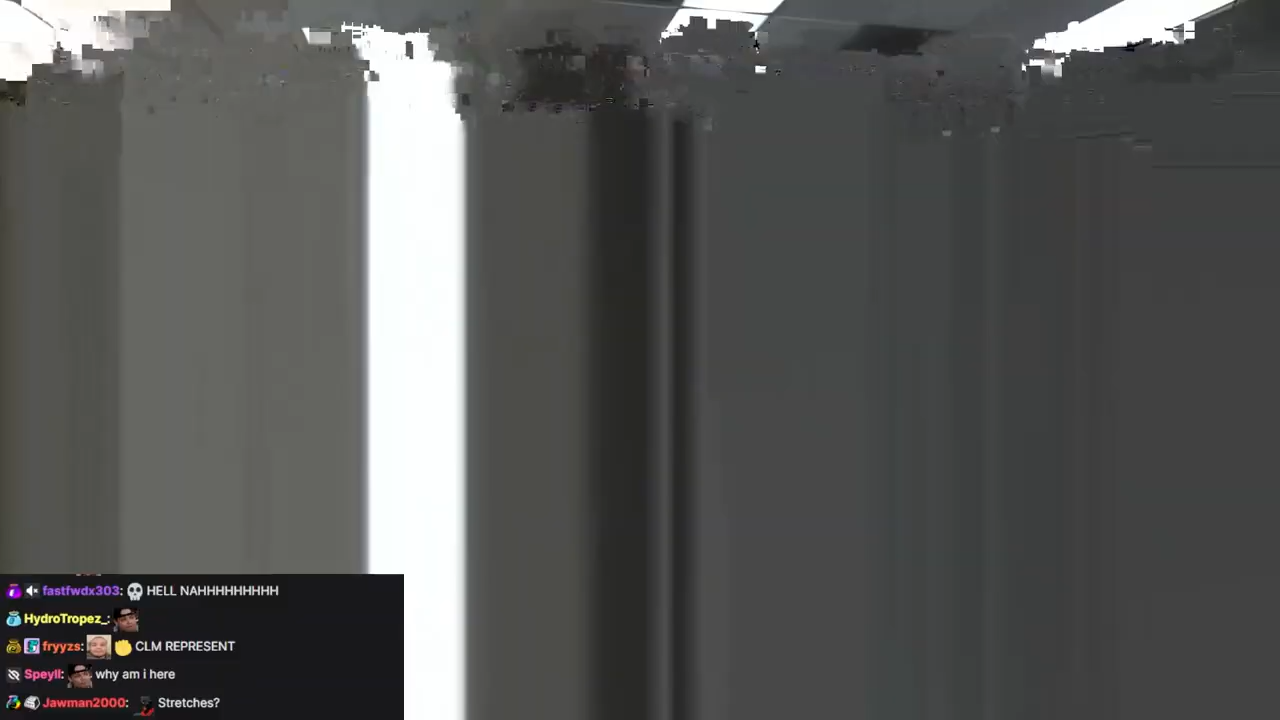 fastfwdx303: HELL NAHHHHHHHHH
HydroTropez_:
fryyzs: CLM REPRESENT
Speyll: why am i here
Jawman2000: Stretches?